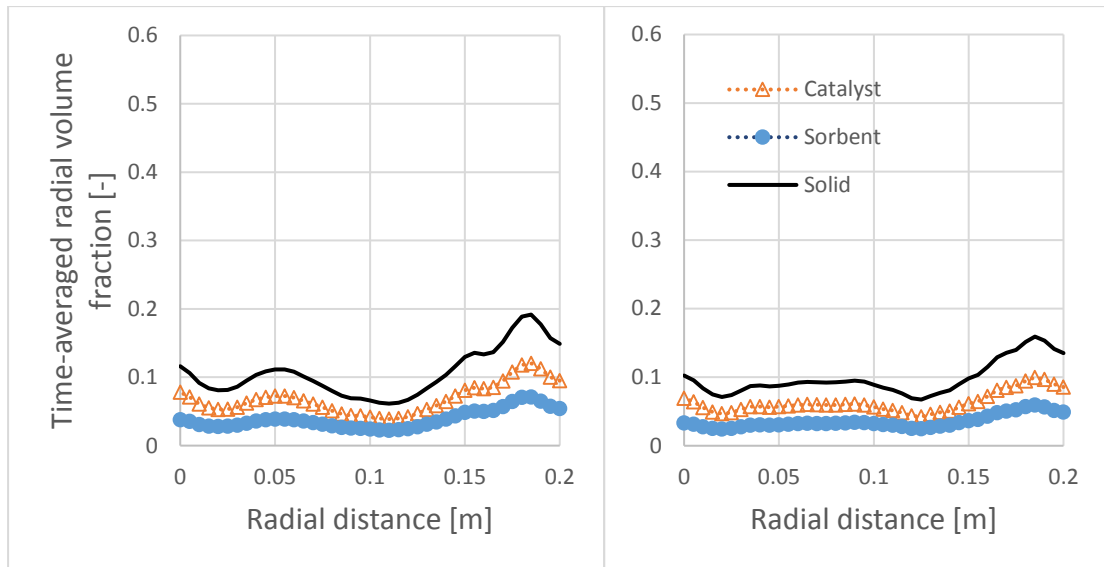 Time-averaged radial volume
fraction [-]
0.6
0.5
0.4
0.3
0.2
0.1
0
0 0.05 0.1 0.15 0.2
Radial distance [m]
0.6
0.5
0.4
0.3
0.2
0.1
0
0 0.05 0.1 0.15 0.2
Radial distance [m]
Catalyst
Sorbent
Solid